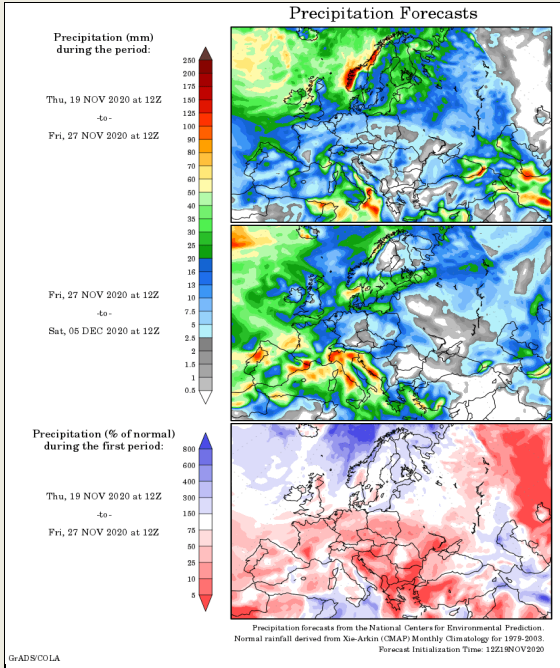 Precipitation Forecasts
Precipitation (mm)
during the period:
Thu, 19 NOV 2020 at 12Z
-to-
Fri, 27 NOV 2020 at 12Z
250
200
175
150
125
100
90
80
70
60
50
40
35
30
25
20
16
13
10
7.5
5
2.5
2
1.5
1
0.5
Fri, 27 NOV 2020 at 12Z
-to-
Sat, 05 DEC 2020 at 12Z
Precipitation (% of normal)
during the first period:
Thu, 19 NOV 2020 at 12Z
-to-
Fri, 27 NOV 2020 at 12Z
800
600
400
300
150
75
50
25
10
5
Precipitation forecasts from the National Centers for Environmental Prediction.
Normal rainfall derived from Xie-Arkin (CMAP) Monthly Climatology for 1979-2003.
Forecast Initialization Time: 12Z19NOV2020
GrADS/COLA